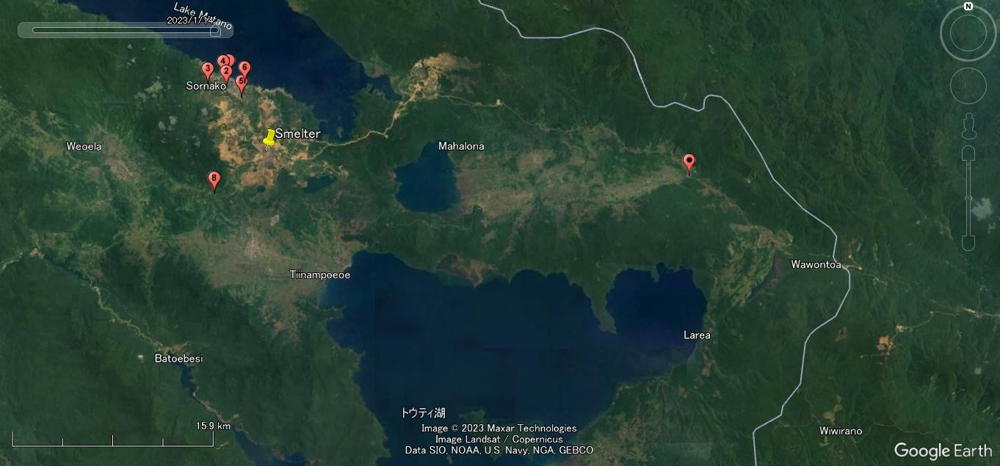 Lake Matano
2023/1/14
N
4
3
2
6
5
Sornako
Smelter
Weoela
Mahalona
8
Tiinampoeoe
Wawontoa
Larea
Batoebesi
トウティ湖
15.9 km
Image © 2023 Maxar Technologies
Image Landsat / Copernicus
Data SIO, NOAA, U.S. Navy, NGA, GEBCO
Wiwirano
Google Earth